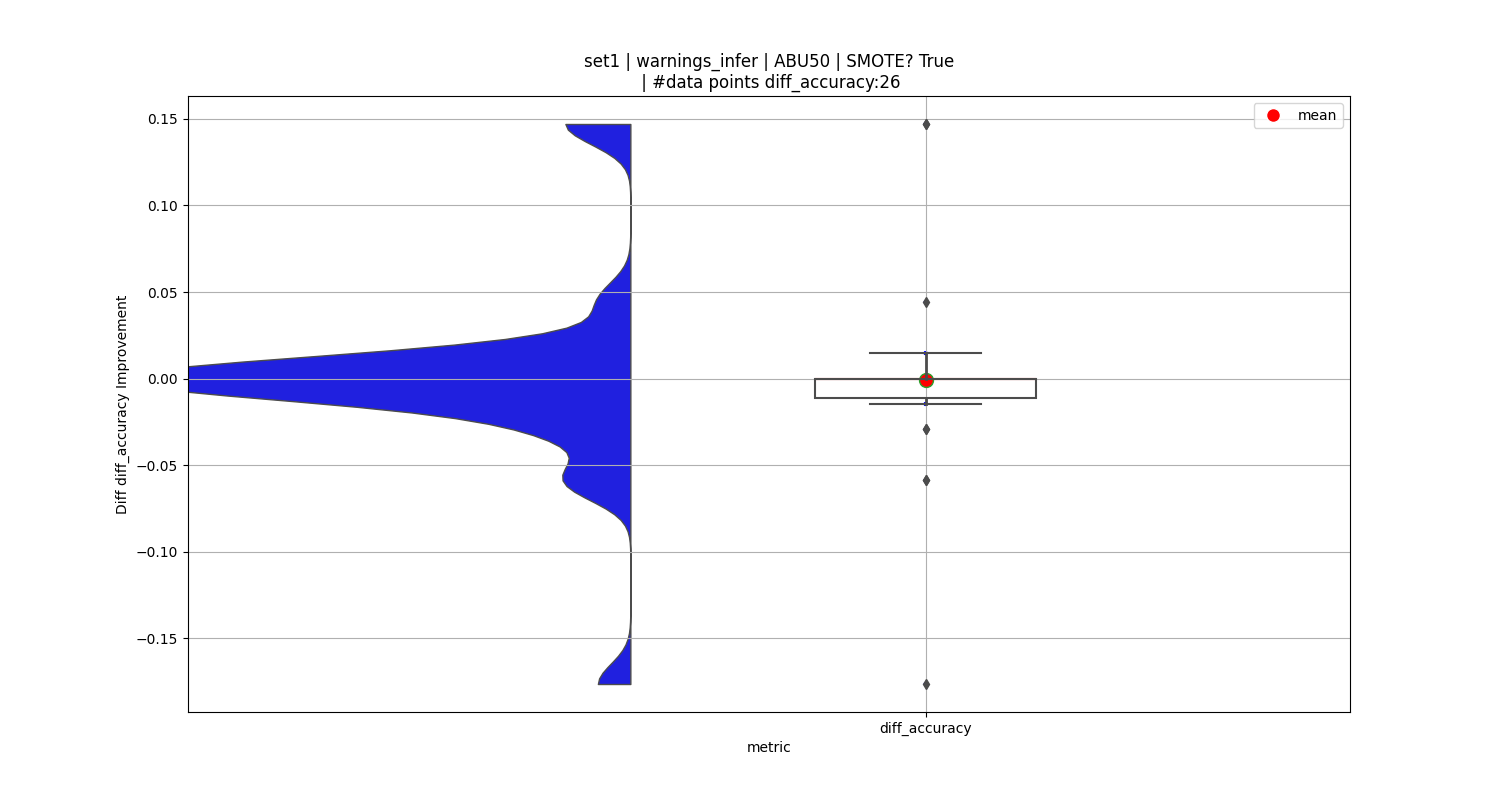 set1 | warnings_infer | ABU50 | SMOTE? True
| #data points diff_accuracy:26
mean
0.15
0.10
0.05
0.00
−0.05
−0.10
−0.15
Diff diff_accuracy Improvement
diff_accuracy
metric